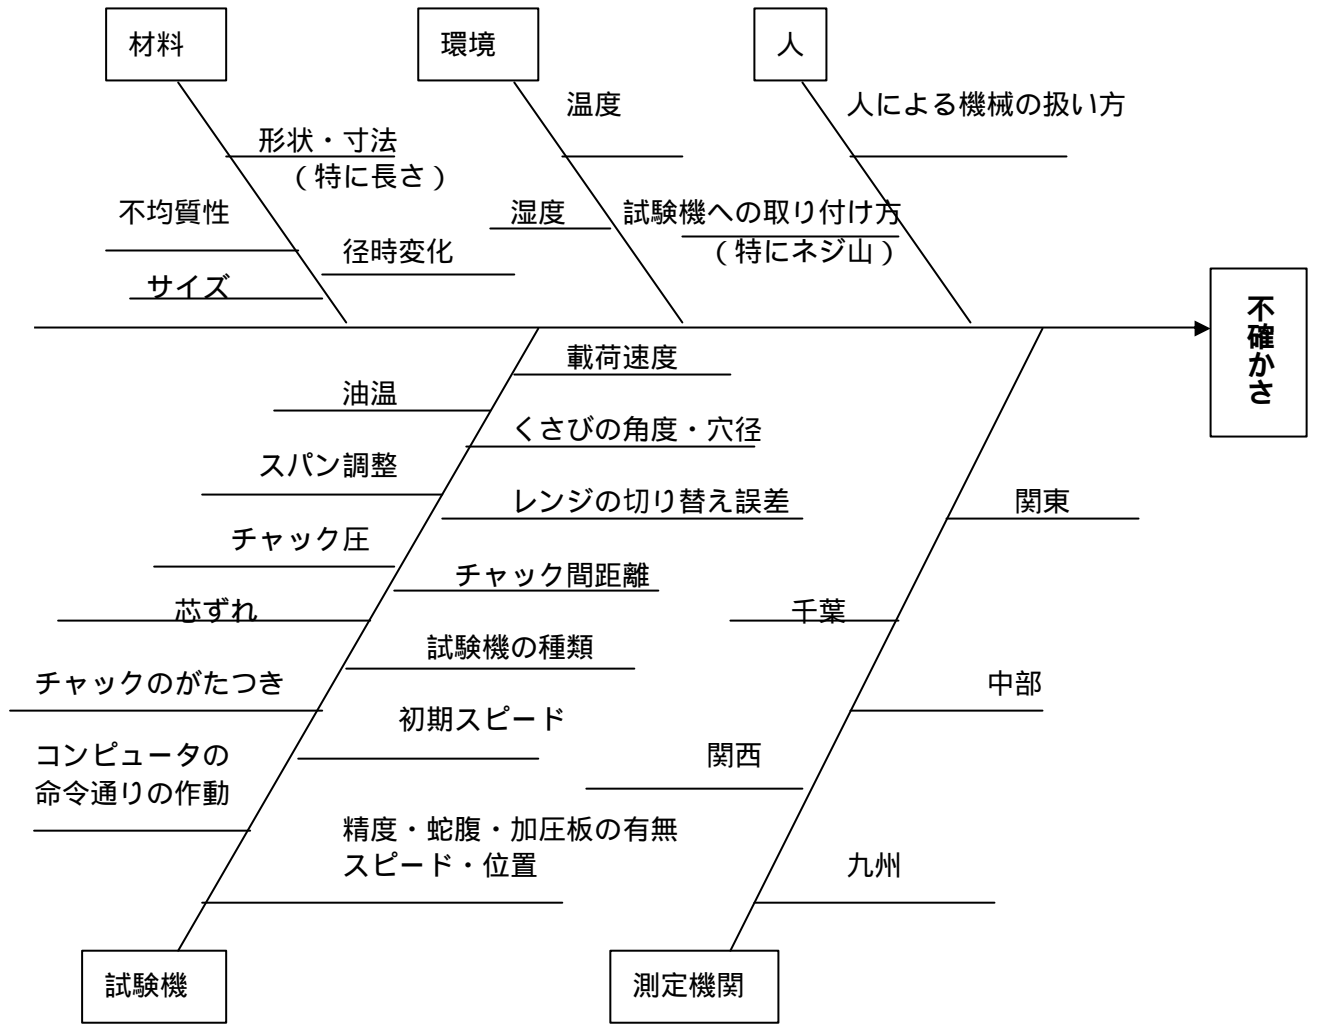 材料
環境
人
温度
人による機械の扱い方
形状・寸法
（特に長さ）
不均質性
湿度
試験機への取り付け方
（特にネジ山）
径時変化
サイズ
不確かさ
載荷速度
油温
くさびの角度・穴径
スパン調整
レンジの切り替え誤差
関東
チャック圧
チャック間距離
芯ずれ
千葉
試験機の種類
チャックのがたつき
中部
初期スピード
コンピュータの
命令通りの作動
関西
精度・蛇腹・加圧板の有無
スピード・位置
九州
試験機
測定機関